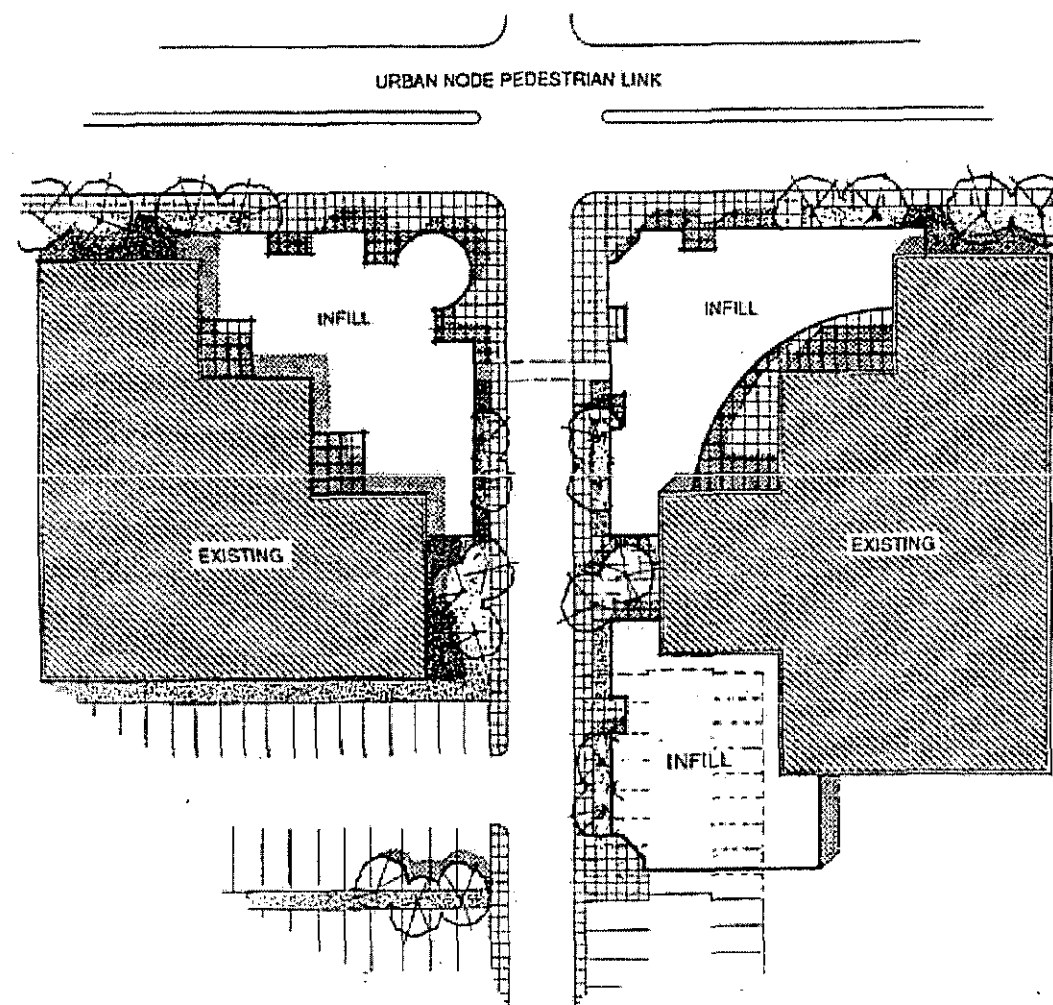 URBAN NODE PEDESTRIAN LINK
INFILL
INFILL
EXISTING
EXISTING
INFILL